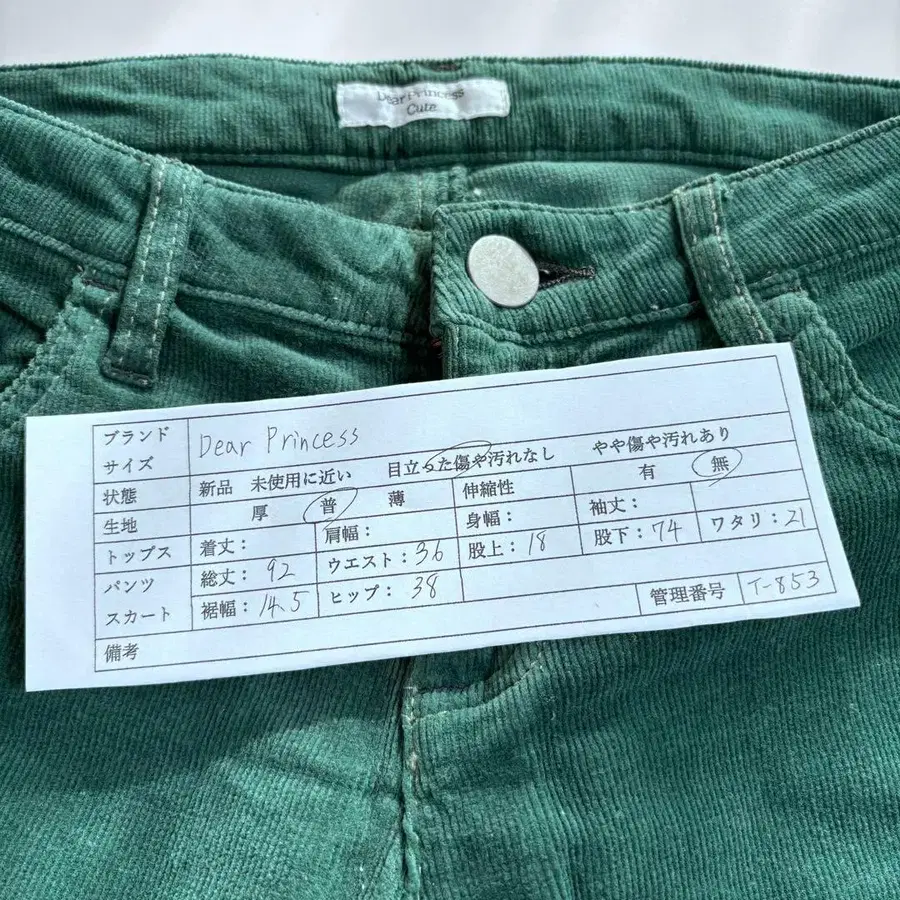 Dear Princess
Cute
ブランド Dear Princess
サイズ
状態 新品 未使用に近い 目立った傷や汚れなし やや傷や汚れあり
生地 厚 普 薄 伸縮性 有 無
トップス 着丈： 肩幅： 身幅： 袖丈：
パンツ 総丈：92 ウエスト：36 股上：18 股下：74 ワタリ：21
スカート 裾幅：14.5 ヒップ：38
備考 管理番号 T-853